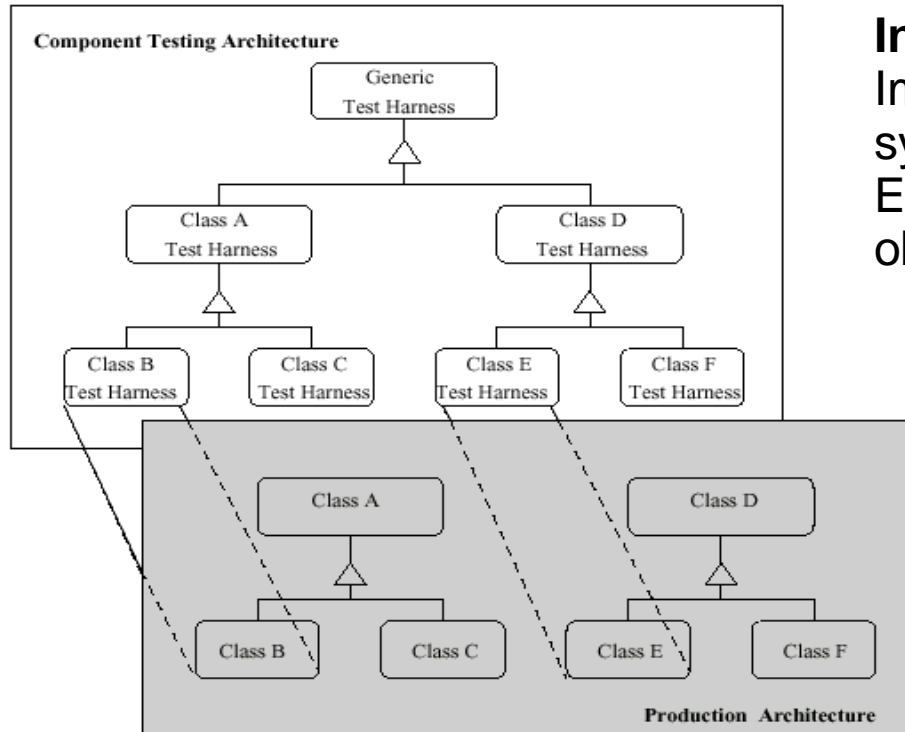 Component Testing Architecture
Generic
Test Harness
Class A
Test Harness
Class D
Test Harness
Class B
Test Harness
Class C
Test Harness
Class E
Test Harness
Class F
Test Harness
Class A
Class D
Class B
Class C
Class E
Class F
Production Architecture